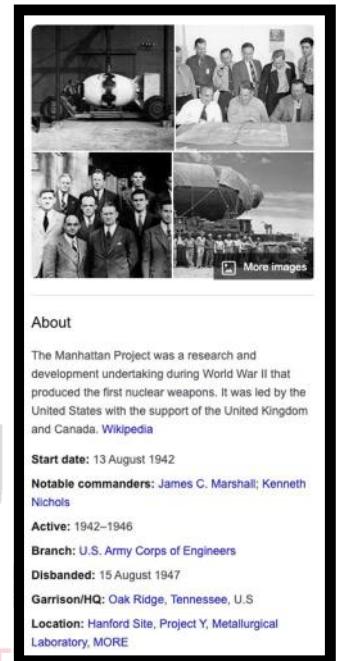 More images
About
The Manhattan Project was a research and
development undertaking during World War II that
produced the first nuclear weapons. It was led by the
United States with the support of the United Kingdom
and Canada. Wikipedia
Start date: 13 August 1942
Notable commanders: James C. Marshall; Kenneth
Nichols
Active: 1942–1946
Branch: U.S. Army Corps of Engineers
Disbanded: 15 August 1947
Garrison/HQ: Oak Ridge, Tennessee, U.S
Location: Hanford Site, Project Y, Metallurgical
Laboratory, MORE